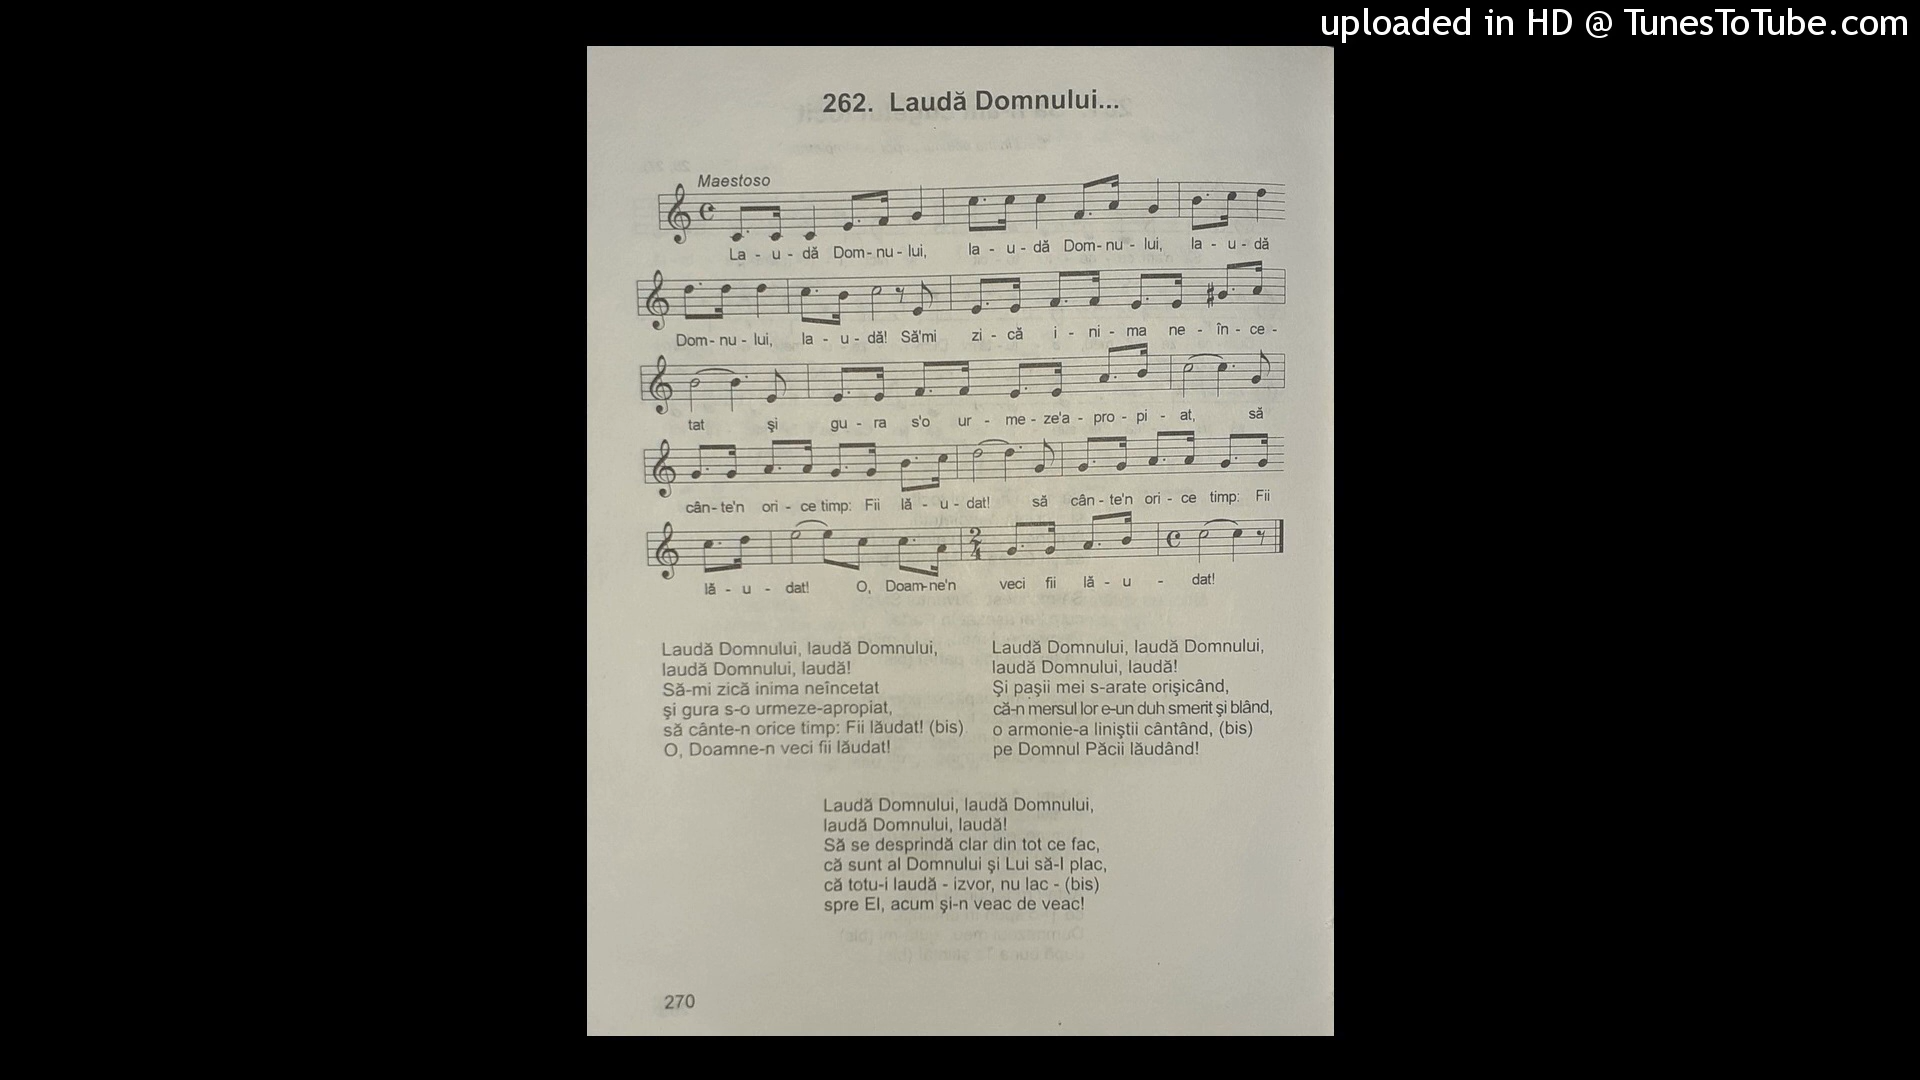 uploaded in HD @ TunesToTube.com
262. Laudă Domnului...
Maestoso
La - u - dă Dom - nu - lui, la - u - dă Dom - nu - lui, la - u - dă
Dom - nu - lui, la - u - dă! Să'mi zi - că i - ni - ma ne - în - ce -
tat şi gu - ra s'o ur - me - ze'a - pro - pi - at, să
cân - te'n ori - ce timp: Fii lă - u - dat! să cân - te'n ori - ce timp: Fii
lă - u - dat! O, Doam - ne'n veci fii lă - u - dat!
Laudă Domnului, laudă Domnului,
laudă Domnului, laudă!
Să-mi zică inima neîncetat
şi gura s-o urmeze-apropiat,
să cânte-n orice timp: Fii lăudat! (bis)
O, Doamne-n veci fii lăudat!
Laudă Domnului, laudă Domnului,
laudă Domnului, laudă!
Şi paşii mei s-arate orişicând,
că-n mersul lor e-un duh smerit şi blând,
o armonie-a liniştii cântând, (bis)
pe Domnul Păcii lăudând!
Laudă Domnului, laudă Domnului,
laudă Domnului, laudă!
Să se desprindă clar din tot ce fac,
că sunt al Domnului şi Lui să-I plac,
că totu-i laudă - izvor, nu lac - (bis)
spre El, acum şi-n veac de veac!
270